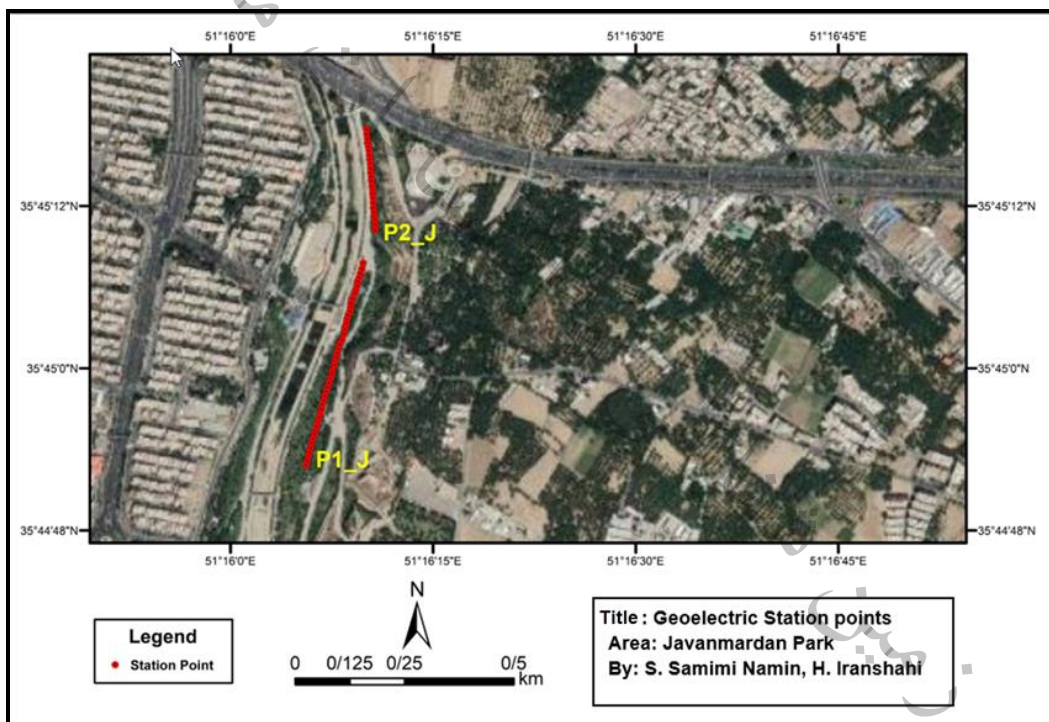 51°16'0"E 51°16'15"E 51°16'30"E 51°16'45"E
35°45'12"N 35°45'12"N
P2_J
35°45'0"N 35°45'0"N
P1_J
35°44'48"N 35°44'48"N
51°16'0"E 51°16'15"E 51°16'30"E 51°16'45"E
N
Legend
Station Point
0 0/125 0/25 0/5
km
Title : Geoelectric Station points
Area: Javanmardan Park
By: S. Samimi Namin, H. Iranshahi